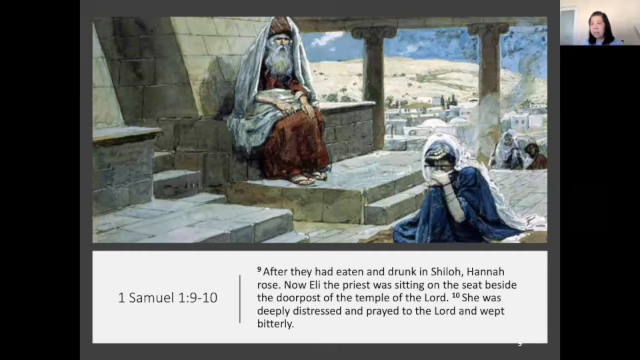 1 Samuel 1:9-10
9 After they had eaten and drunk in Shiloh, Hannah
rose. Now Eli the priest was sitting on the seat beside
the doorpost of the temple of the Lord. 10 She was
deeply distressed and prayed to the Lord and wept
bitterly.